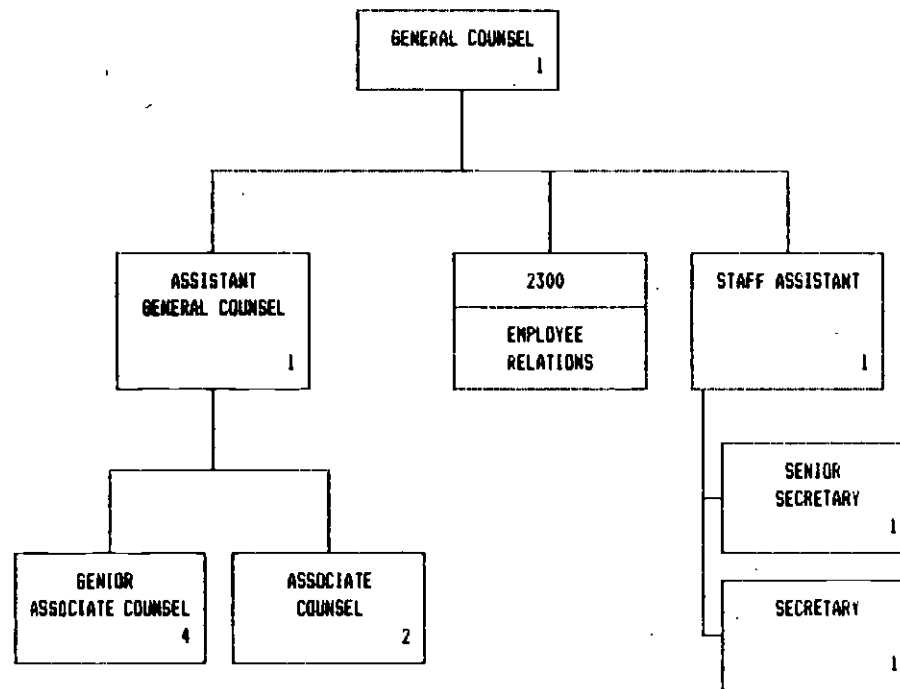 GENERAL COUNSEL
1
ASSISTANT
GENERAL COUNSEL
1
2300
EMPLOYEE
RELATIONS
STAFF ASSISTANT
1
SENIOR
SECRETARY
1
GENIOR
ASSOCIATE COUNSEL
4
ASSOCIATE
COUNSEL
2
SECRETARY
1